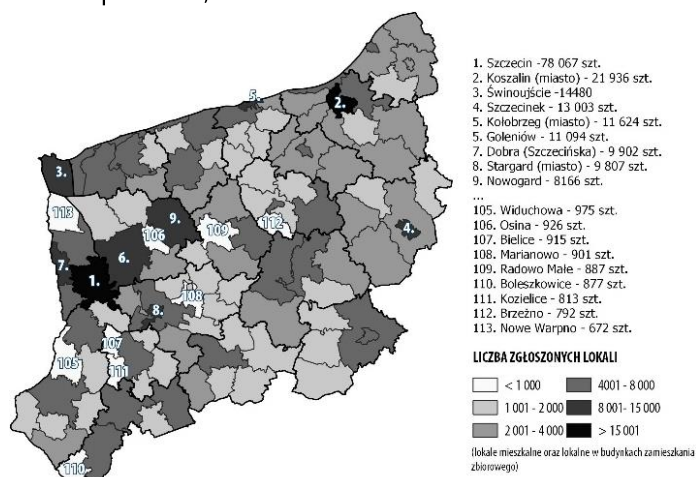 1. Szczecin -78 067 szt.
2. Koszalin (miasto) - 21 936 szt.
3. Świnoujście -14480
4. Szczecinek - 13 003 szt.
5. Kołobrzeg (miasto) - 11 624 szt.
5. Goleniów - 11 094 szt.
7. Dobra (Szczecińska) - 9 902 szt.
8. Stargard (miasto) - 9 807 szt.
9. Nowogard - 8166 szt.
...
105. Widuchowa - 975 szt.
106. Osina - 926 szt.
107. Bielice - 915 szt.
108. Marianowo - 901 szt.
109. Radowo Małe - 887 szt.
110. Boleszkowice - 877 szt.
111. Kozielice - 813 szt.
112. Brzeżno - 792 szt.
113. Nowe Warpno - 672 szt.
LICZBA ZGŁOSZONYCH LOKALI
< 1 000
1 001 - 2 000
2 001 - 4 000
4001 - 8 000
8 001- 15 000
> 15 001
(lokale mieszkalne oraz lokalne w budynkach zamieszkania
zbiorowego)
5.
2.
3.
113
9.
106
109
112
4.
7.
6.
1.
108
8.
107
105
111
110